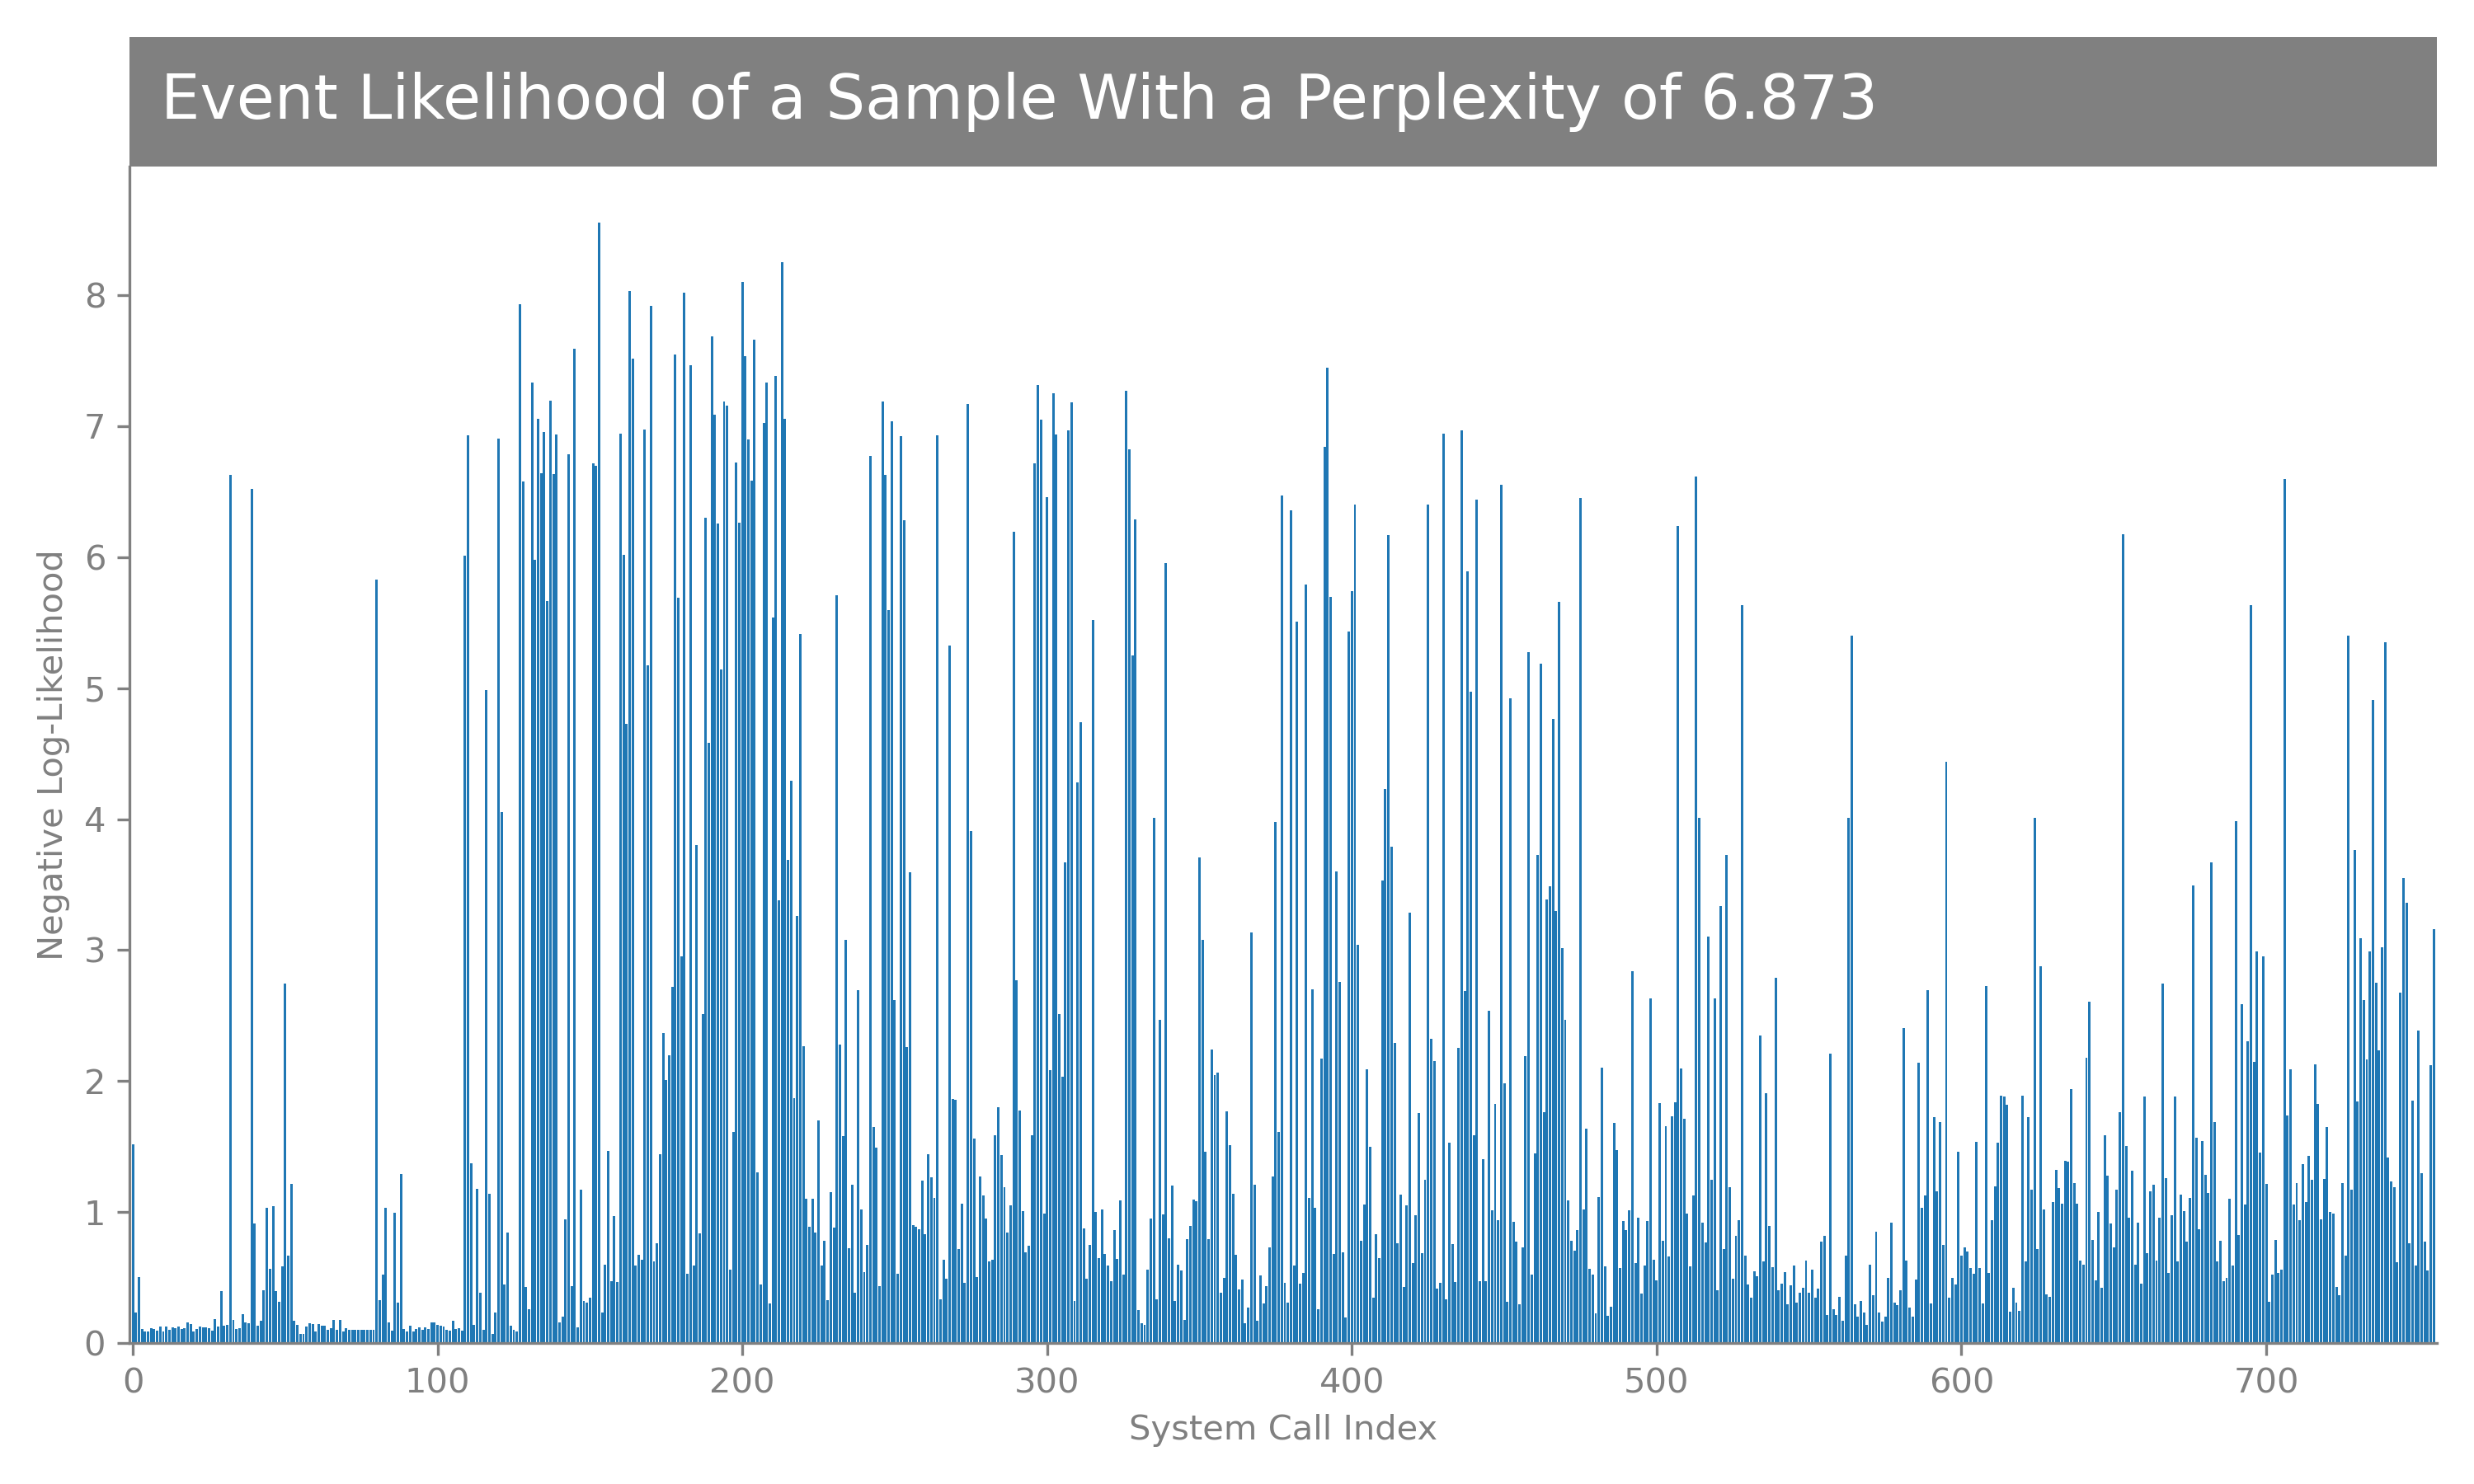 Event Likelihood of a Sample With a Perplexity of 6.873
Negative Log-Likelihood
8
7
6
5
4
3
2
1
0
0 100 200 300 400 500 600 700
System Call Index